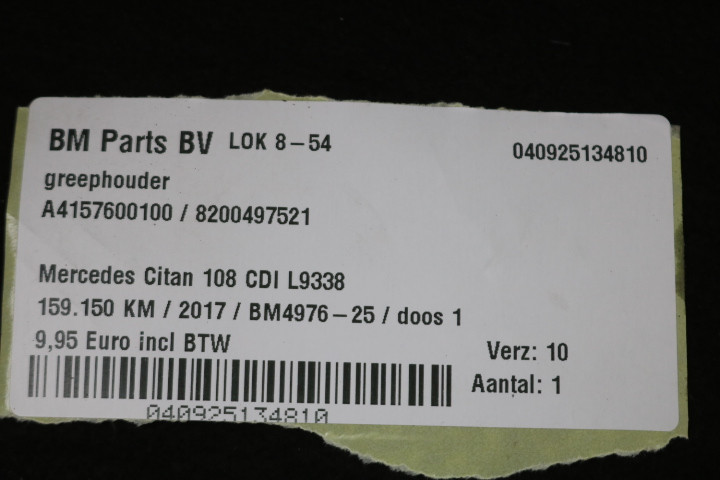 BM Parts BV LOK 8-54 040925134810
greephouder
A4157600100 / 8200497521
Mercedes Citan 108 CDI L9338
159.150 KM / 2017 / BM4976-25 / doos 1
9,95 Euro incl BTW Verz: 10
Aantal: 1
040925134810